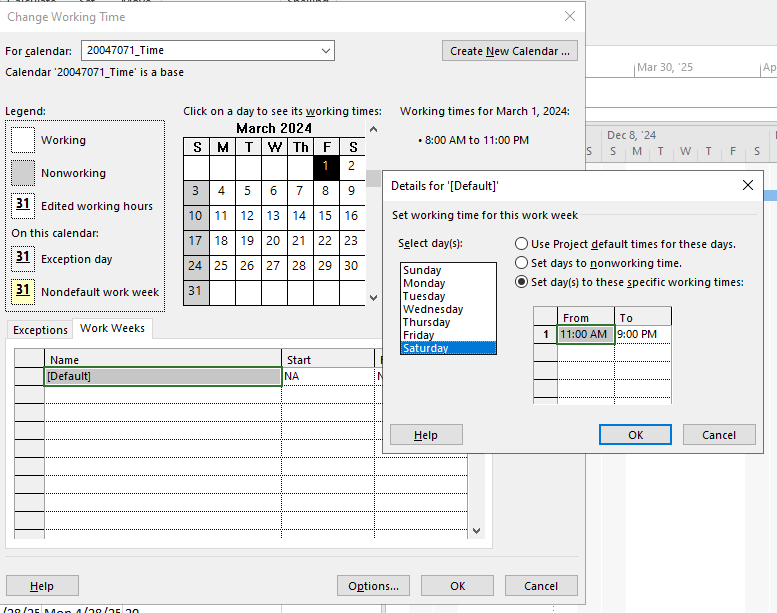 Change Working Time
For calendar: 20047071_Time
Create New Calendar ...
Calendar '20047071_Time' is a base
Legend:
Working
Nonworking
31 Edited working hours
On this calendar:
31 Exception day
31 Nondefault work week
Click on a day to see its working times:
March 2024
S M T W Th F S
1 2
3 4 5 6 7 8 9
10 11 12 13 14 15 16
17 18 19 20 21 22 23
24 25 26 27 28 29 30
31
Working times for March 1, 2024:
• 8:00 AM to 11:00 PM
Exceptions Work Weeks
Name Start
[Default] NA
Help Options... OK Cancel
Mar 30, '25
Dec 8, '24
S S M T W T F S
Details for '[Default]'
Set working time for this work week
Select day(s):
Sunday
Monday
Tuesday
Wednesday
Thursday
Friday
Saturday
Use Project default times for these days.
Set days to nonworking time.
Set day(s) to these specific working times:
From To
1 11:00 AM 9:00 PM
Help OK Cancel